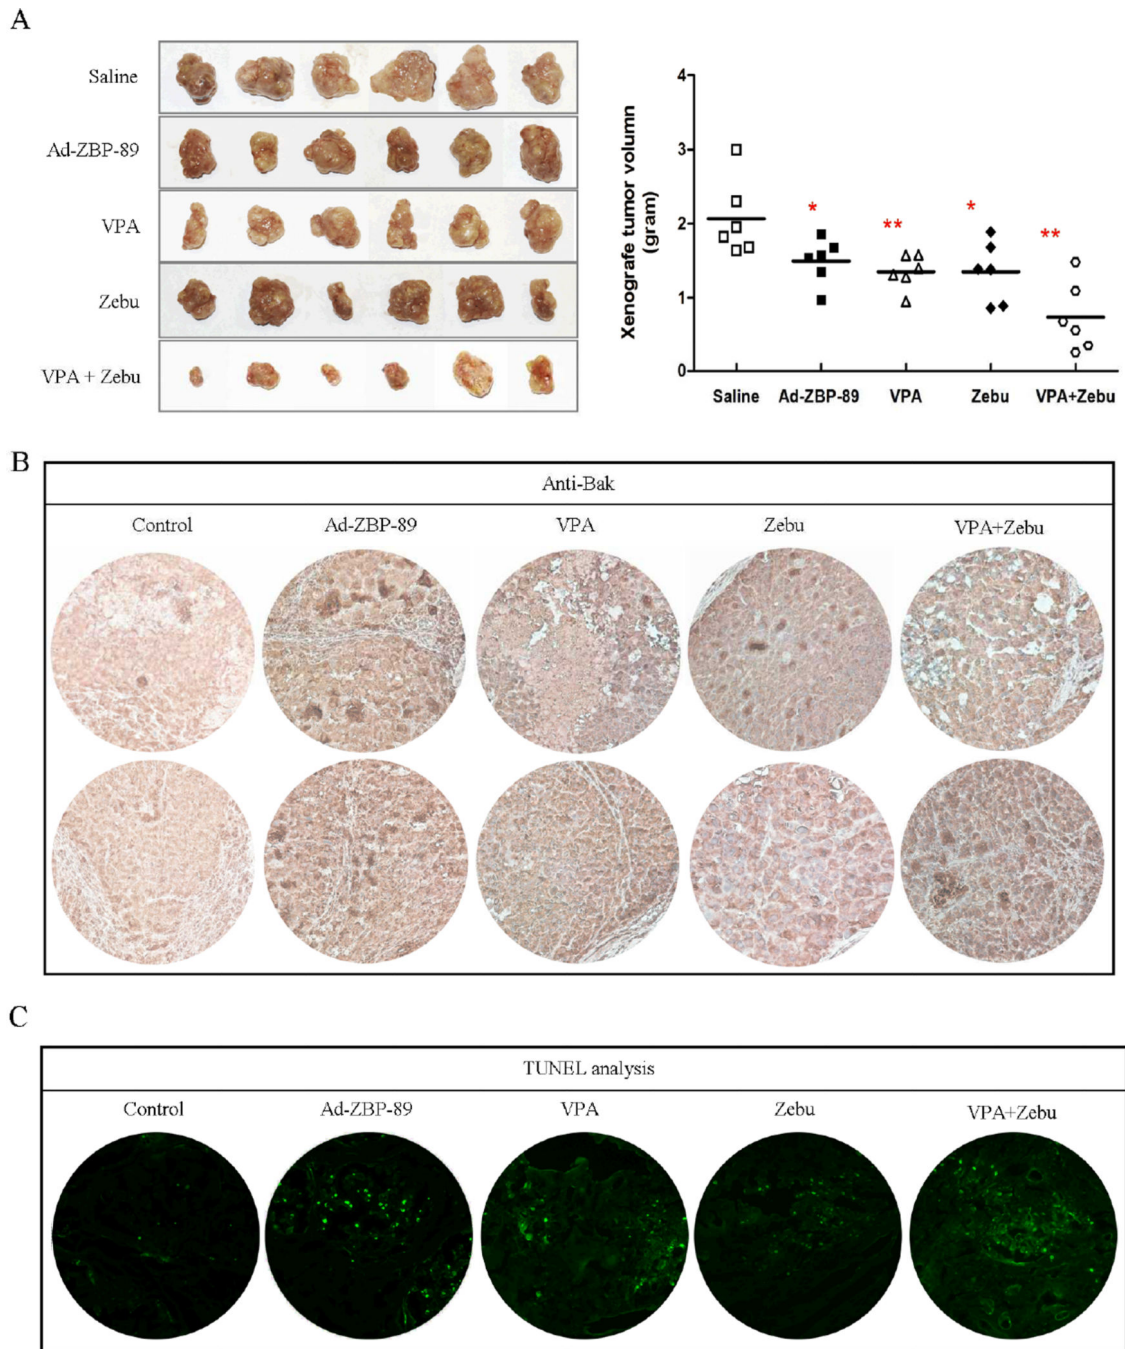 A
Saline
Ad-ZBP-89
VPA
Zebu
VPA + Zebu
Xenografe tumor volumn
(gram)
4
3
2
1
0
*
**
*
**
Saline Ad-ZBP-89 VPA Zebu VPA+Zebu
B
Anti-Bak
Control Ad-ZBP-89 VPA Zebu VPA+Zebu
C
TUNEL analysis
Control Ad-ZBP-89 VPA Zebu VPA+Zebu